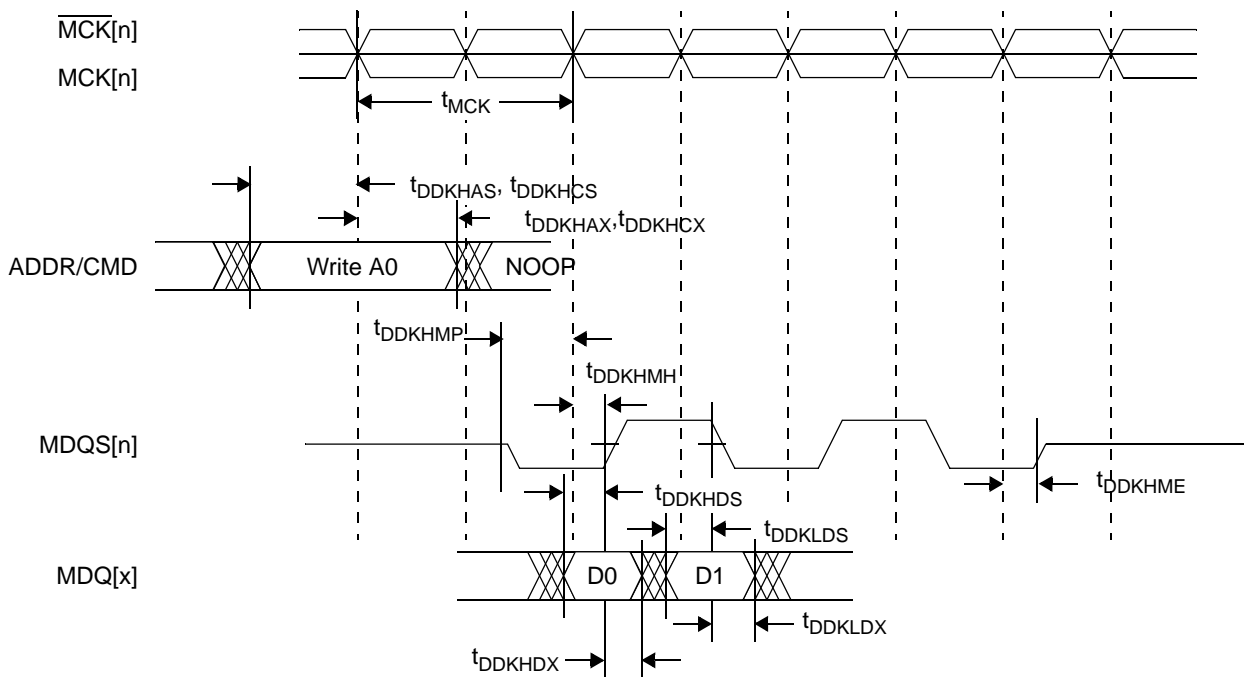 MCK[n]
MCK[n]
tMCK
tDDKHAS, tDDKHCS
tDDKHAX,tDDKHCX
ADDR/CMD
Write A0
NOOP
tDDKHMP
tDDKHMH
MDQS[n]
tDDKHME
tDDKHDS
tDDKLDS
MDQ[x]
D0
D1
tDDKLDX
tDDKHDX